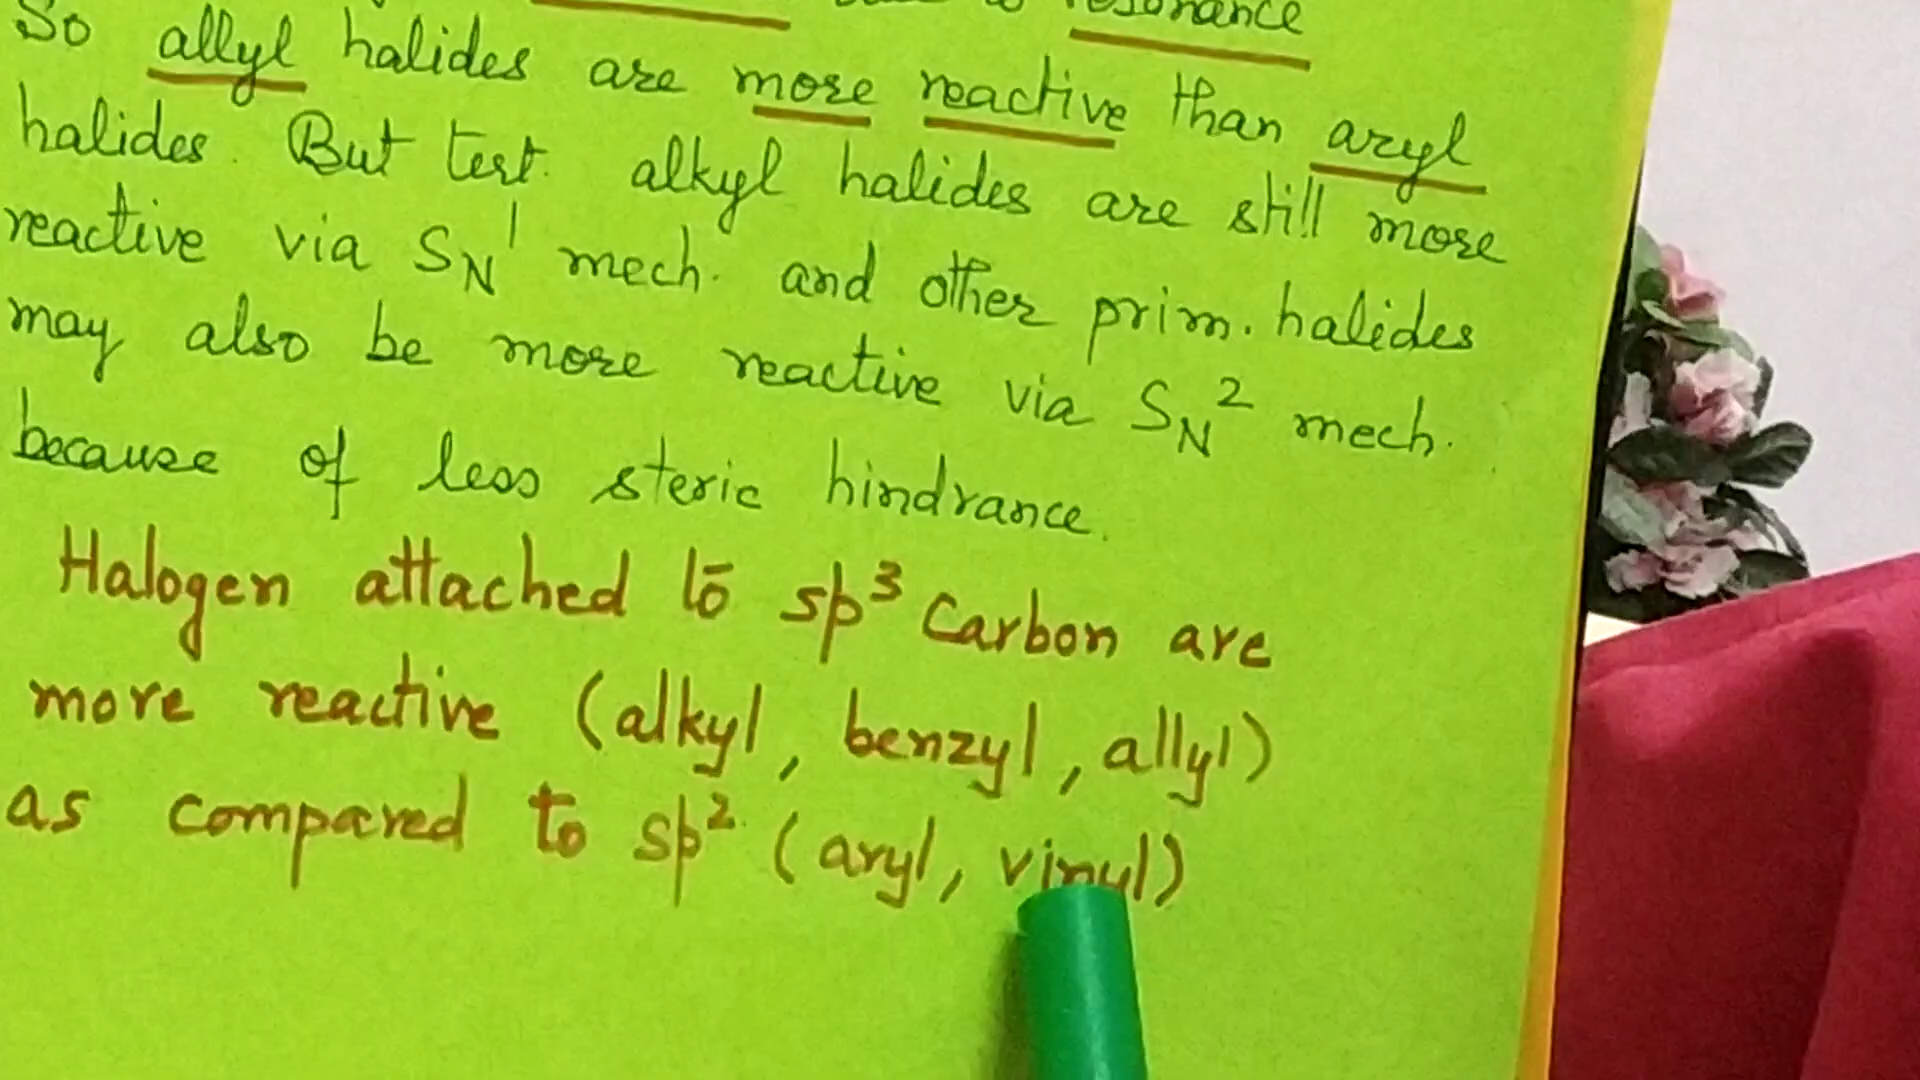 resonance
So allyl halides are more reactive than aryl
halides. But tert. alkyl halides are still more
reactive via SN1 mech. and other prim. halides
may also be more reactive via SN2 mech.
because of less steric hindrance.
Halogen attached to sp3 Carbon are
more reactive (alkyl, benzyl, allyl)
as compared to sp2 (aryl, vinyl)